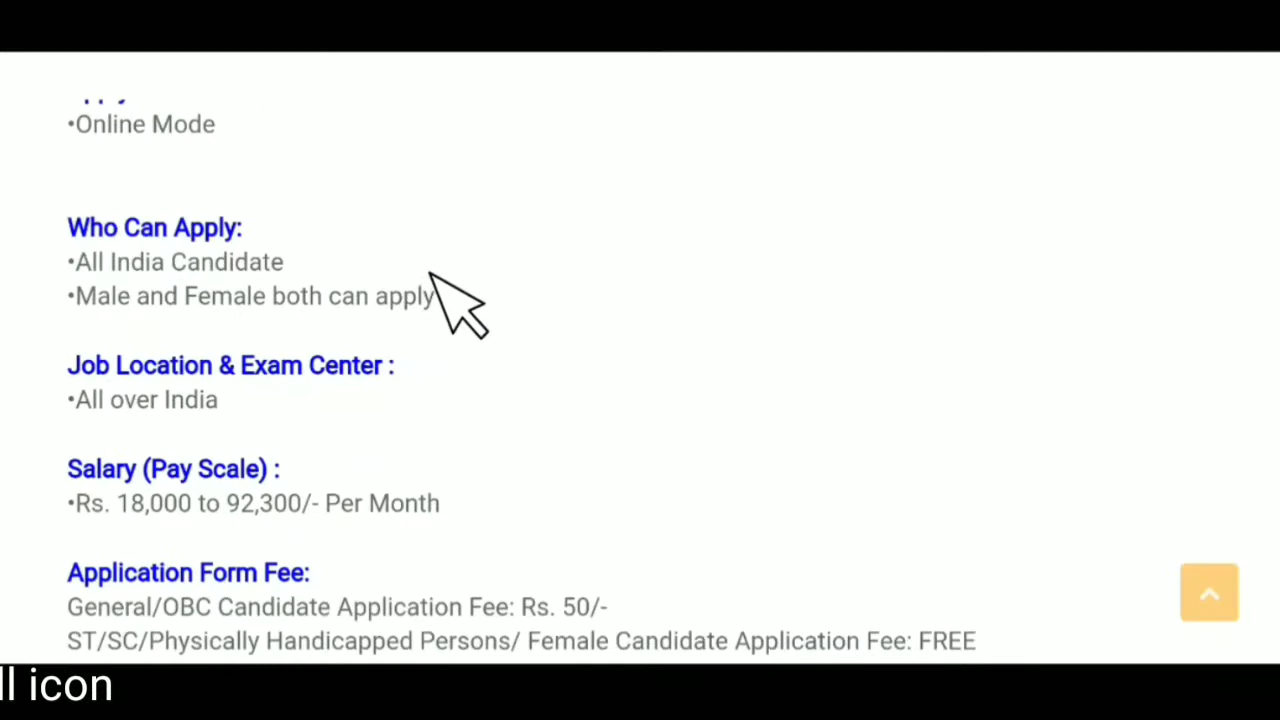 •Online Mode
Who Can Apply:
•All India Candidate
•Male and Female both can apply
Job Location & Exam Center :
•All over India
Salary (Pay Scale) :
•Rs. 18,000 to 92,300/- Per Month
Application Form Fee:
General/OBC Candidate Application Fee: Rs. 50/-
ST/SC/Physically Handicapped Persons/ Female Candidate Application Fee: FREE
icon